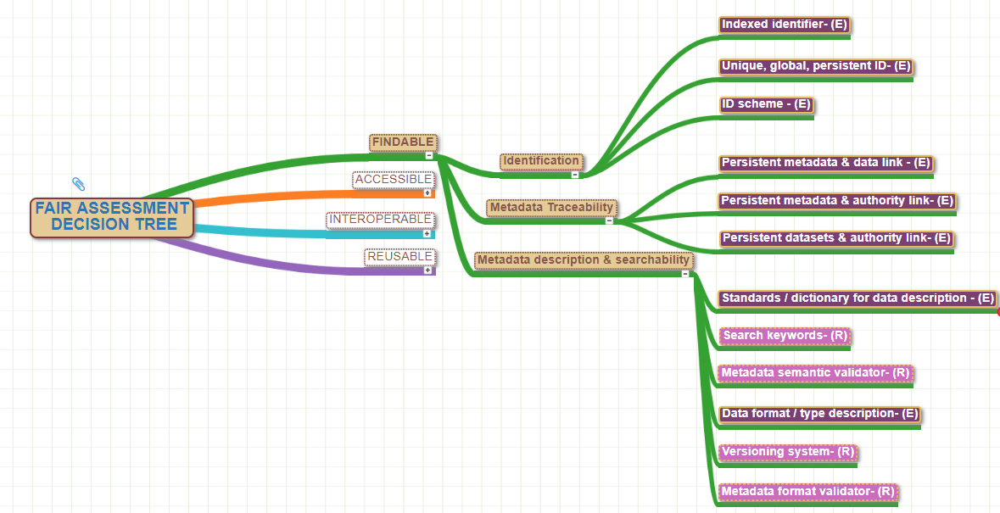 FAIR ASSESSMENT
DECISION TREE
FINDABLE
ACCESSIBLE
INTEROPERABLE
REUSABLE
Identification
Metadata Traceability
Metadata description & searchability
Indexed identifier- (E)
Unique, global, persistent ID- (E)
ID scheme - (E)
Persistent metadata & data link - (E)
Persistent metadata & authority link- (E)
Persistent datasets & authority link- (E)
Standards / dictionary for data description - (E)
Search keywords- (R)
Metadata semantic validator- (R)
Data format / type description- (E)
Versioning system- (R)
Metadata format validator- (R)